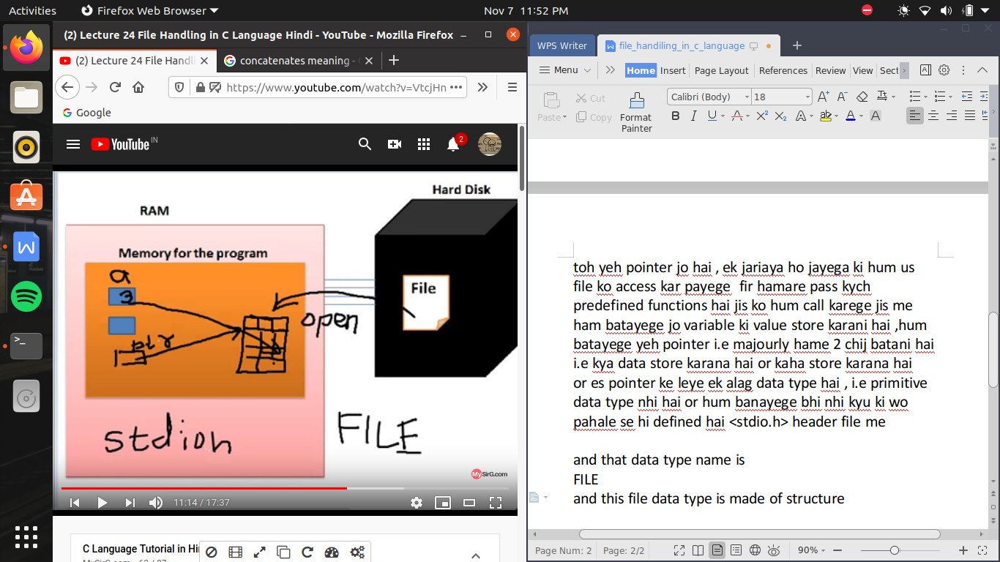 Activities
Firefox Web Browser
Nov 7 11:52 PM
(2) Lecture 24 File Handling in C Language Hindi - YouTube - Mozilla Firefox
(2) Lecture 24 File Handli
concatenates meaning -
https://www.youtube.com/watch?v=VtcjHn
Google
YouTube IN
2
RAM
Hard Disk
Memory for the program
a
3
ptr
open
File
stdioh
FILE
MySirG.com
11:14 / 17:37
C Language Tutorial in Hi
WPS Writer
file_handiling_in_c_language
Menu
Home Insert Page Layout References Review View Sect
Paste
Cut
Copy
Format
Painter
Calibri (Body)
18
toh yeh pointer jo hai , ek jariaya ho jayega ki hum us
file ko access kar payege fir hamare pass kych
predefined functions hai jis ko hum call karege jis me
ham batayege jo variable ki value store karani hai ,hum
batayege yeh pointer i.e majourly hame 2 chij batani hai
i.e kya data store karana hai or kaha store karana hai
or es pointer ke leye ek alag data type hai , i.e primitive
data type nhi hai or hum banayege bhi nhi kyu ki wo
pahale se hi defined hai <stdio.h> header file me
and that data type name is
FILE
and this file data type is made of structure
Page Num: 2 Page: 2/2
90%